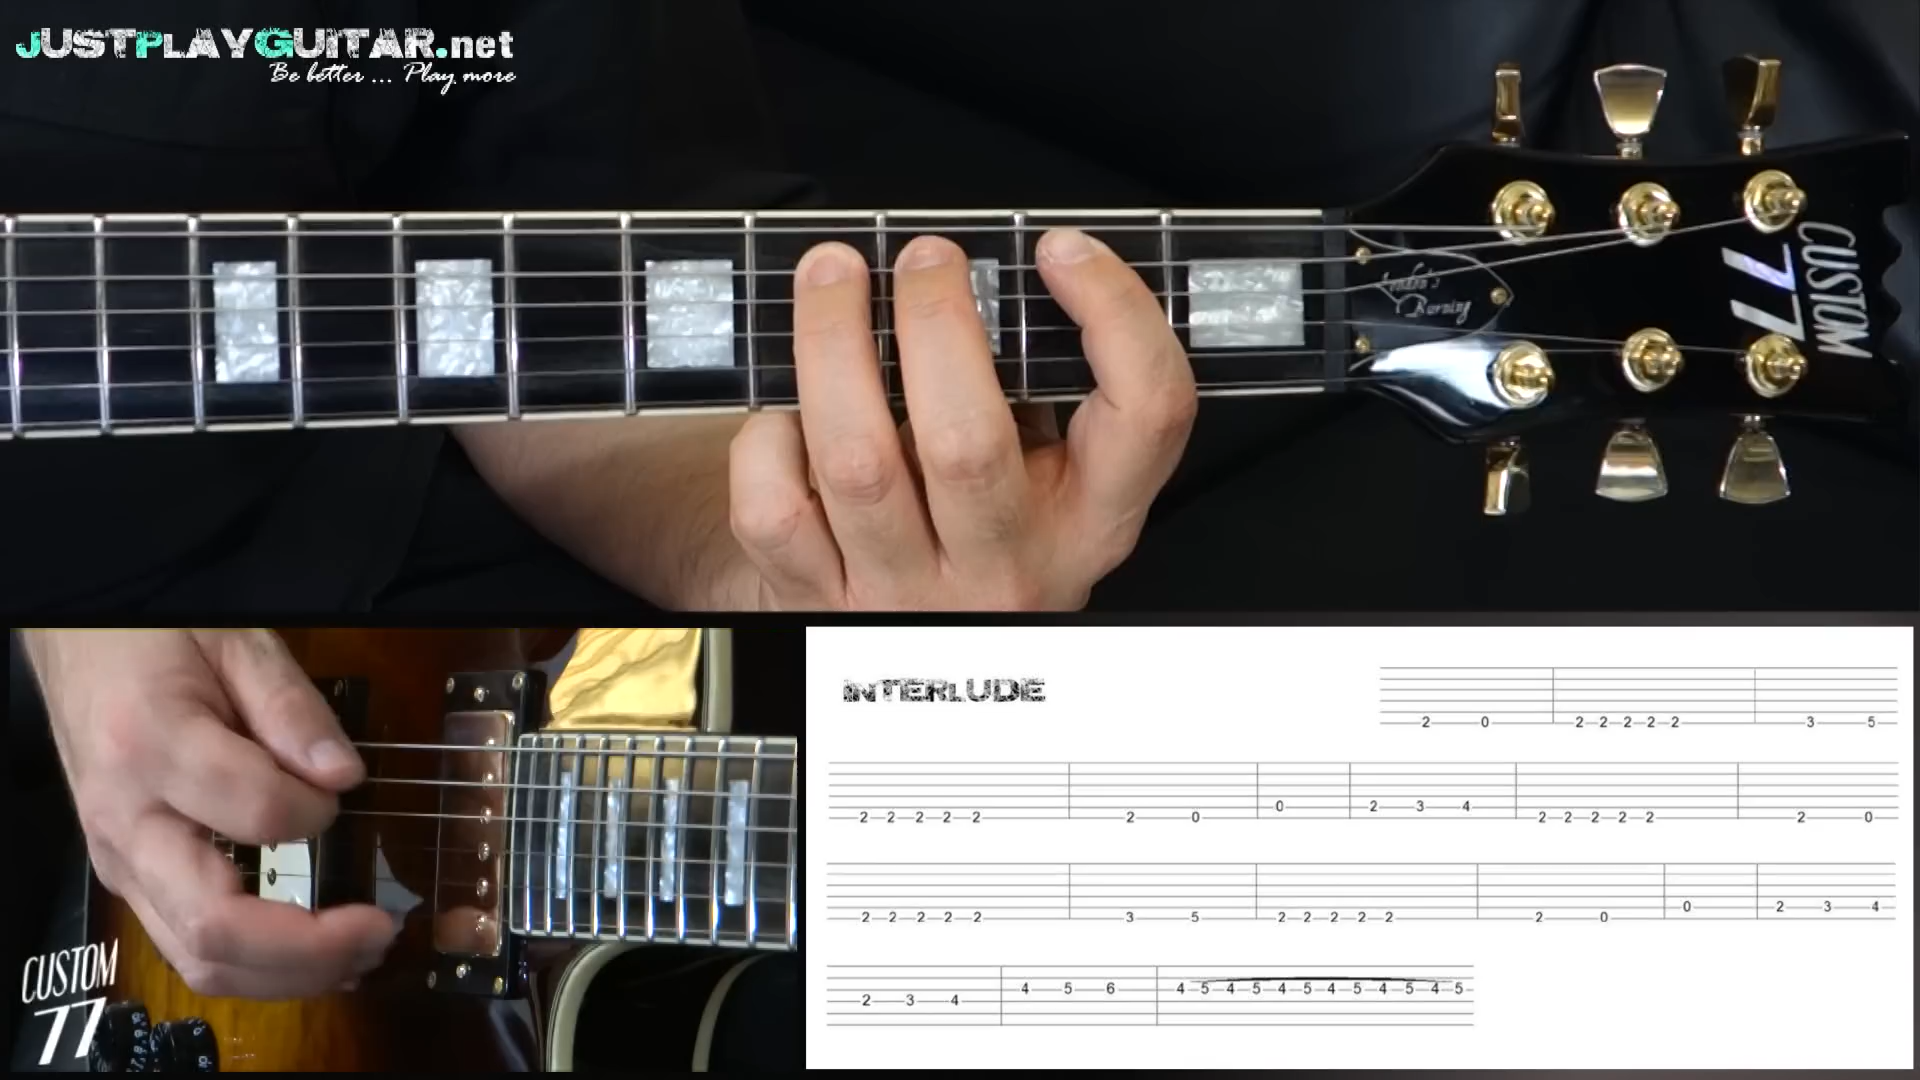 JUSTPLAYGUITAR.net
Be better ... Play more
CUSTOM
77
London's
Burning
INTERLUDE
2 0 2 2 2 2 2 3 5
2 2 2 2 2 2 0 0 2 3 4 2 2 2 2 2 2 0
2 2 2 2 2 3 5 2 2 2 2 2 2 0 0 2 3 4
2 3 4 4 5 6 4 5 4 5 4 5 4 5 4 5 4 5
CUSTOM
77